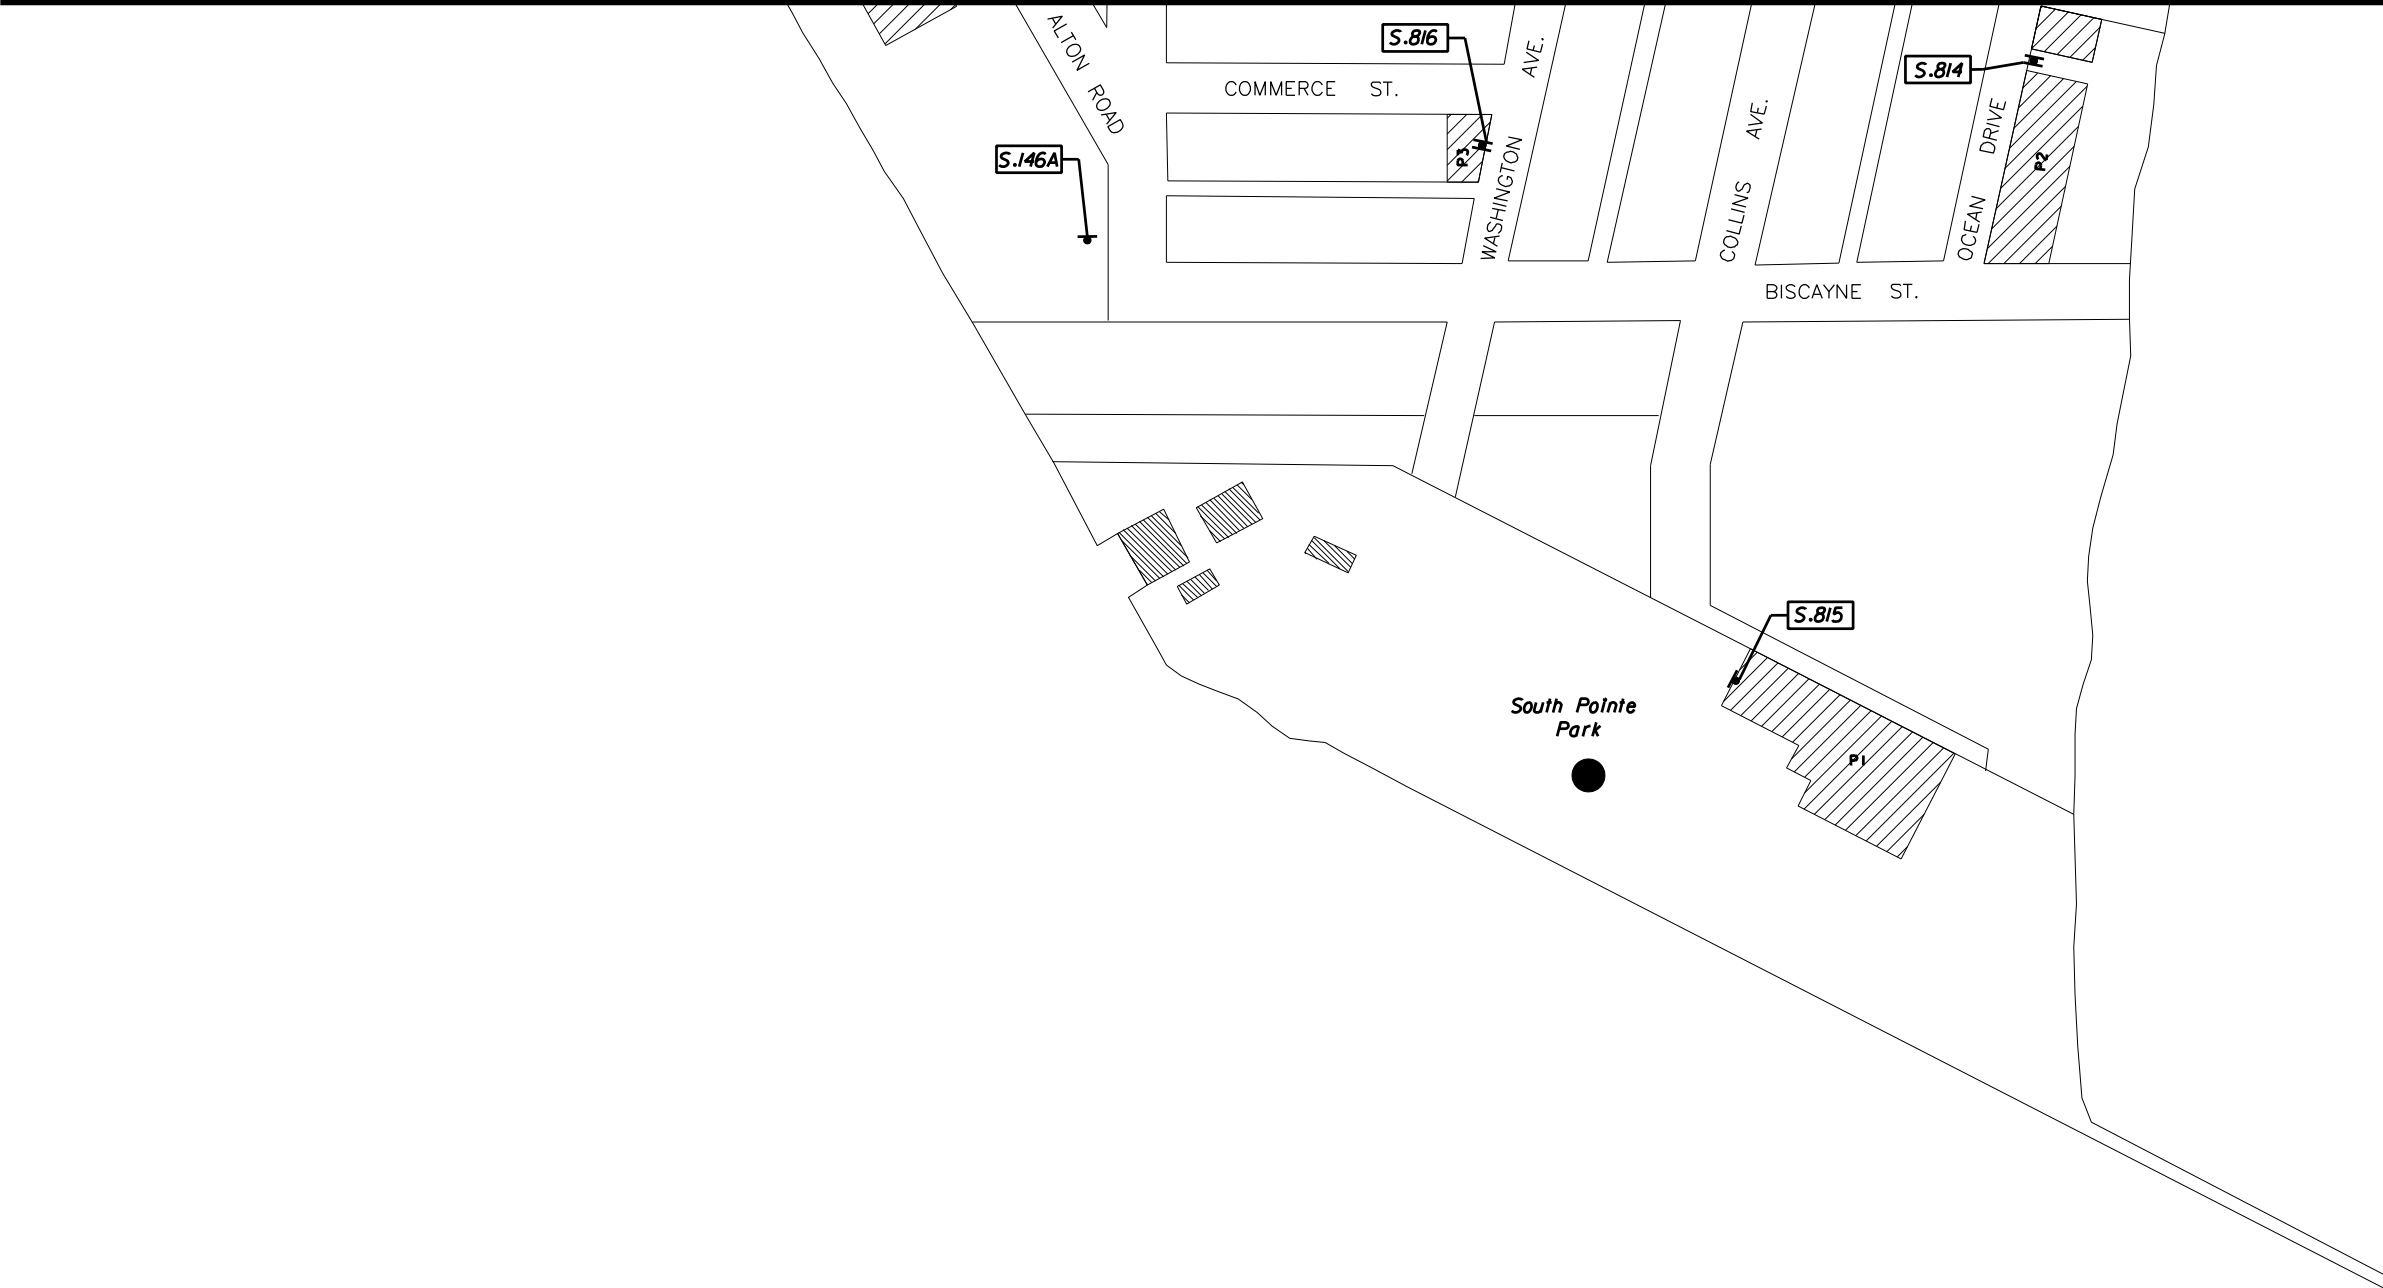 ALTON ROAD
S.816
AVE.
S.814
COMMERCE ST.
DRIVE
AVE.
S.146A
P3
WASHINGTON
P2
COLLINS
OCEAN
BISCAYNE ST.
S.815
South Pointe
Park
P1